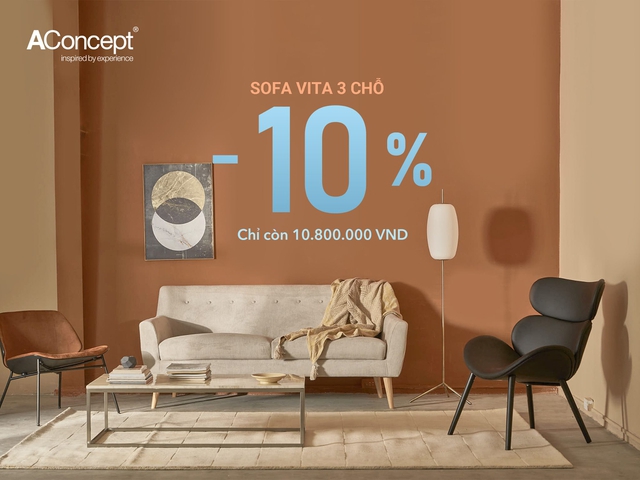 AConcept®
inspired by experience
SOFA VITA 3 CHỖ
-10%
Chỉ còn 10.800.000 VND